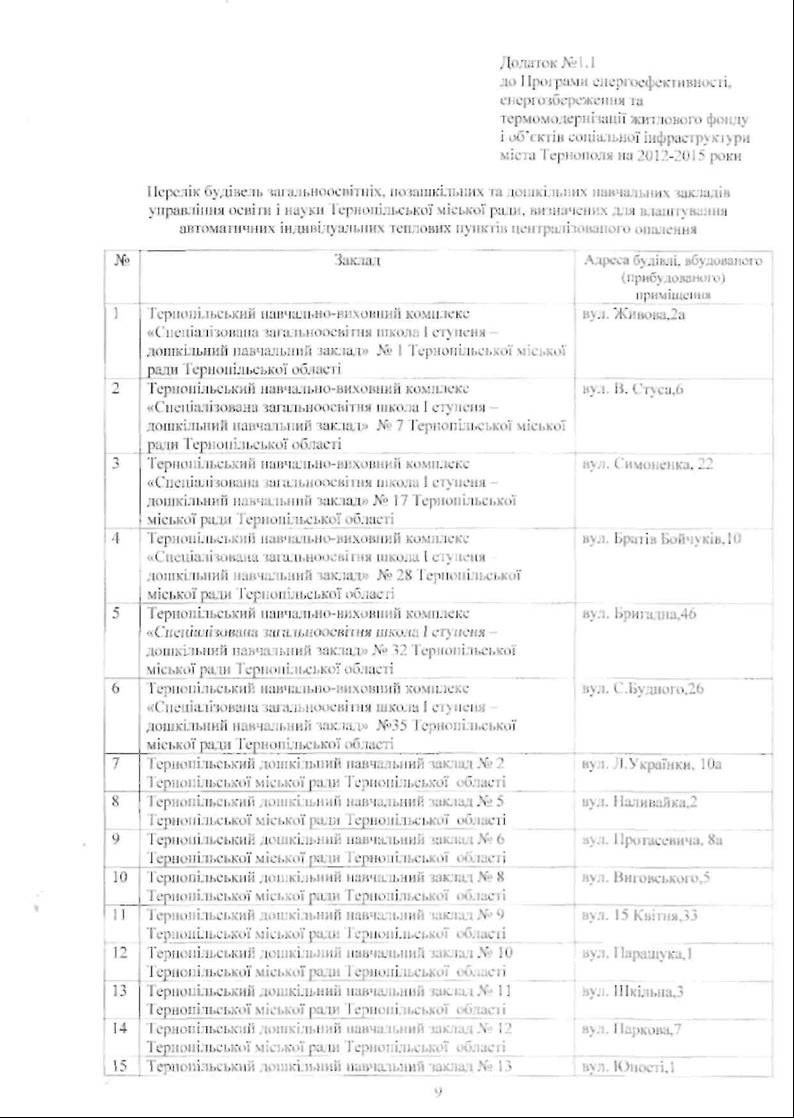 Додаток №1.1
до Програми енергоефективності,
енергозбереження та
термомодернізації житлового фонду
і об'єктів соціальної інфраструктури
міста Тернополя на 2012-2015 роки
Перелік будівель загальноосвітніх, позашкільних та дошкільних навчальних закладів
управління освіти і науки Тернопільської міської ради, визначених для влаштування
автоматичних індивідуальних теплових пунктів централізованого опалення
№ Заклад Адреса будівлі, вбудованого
(прибудованого)
приміщення
1 Тернопільський навчально-виховний комплекс вул. Живова,2а
«Спеціалізована загальноосвітня школа І ступеня –
дошкільний навчальний заклад» № 1 Тернопільської міської
ради Тернопільської області
2 Тернопільський навчально-виховний комплекс вул. В. Стуса,6
«Спеціалізована загальноосвітня школа І ступеня –
дошкільний навчальний заклад» № 7 Тернопільської міської
ради Тернопільської області
3 Тернопільський навчально-виховний комплекс вул. Симоненка, 22
«Спеціалізована загальноосвітня школа І ступеня –
дошкільний навчальний заклад» № 17 Тернопільської
міської ради Тернопільської області
4 Тернопільський навчально-виховний комплекс вул. Братів Бойчуків,10
«Спеціалізована загальноосвітня школа І ступеня
дошкільний навчальний заклад» № 28 Тернопільської
міської ради Тернопільської області
5 Тернопільський навчально-виховний комплекс вул. Бригадна,46
«Спеціалізована загальноосвітня школа І ступеня –
дошкільний навчальний заклад» № 32 Тернопільської
міської ради Тернопільської області
6 Тернопільський навчально-виховний комплекс вул. С.Будного,26
«Спеціалізована загальноосвітня школа І ступеня –
дошкільний навчальний заклад» №35 Тернопільської
міської ради Тернопільської області
7 Тернопільський дошкільний навчальний заклад № 2 вул. Л.Українки, 10а
Тернопільської міської ради Тернопільської області
8 Тернопільський дошкільний навчальний заклад № 5 вул. Наливайка,2
Тернопільської міської ради Тернопільської області
9 Тернопільський дошкільний навчальний заклад № 6 вул. Протасевича, 8а
Тернопільської міської ради Тернопільської області
10 Тернопільський дошкільний навчальний заклад № 8 вул. Виговського,5
Тернопільської міської ради Тернопільської області
11 Тернопільський дошкільний навчальний заклад № 9 вул. 15 Квітня,33
Тернопільської міської ради Тернопільської області
12 Тернопільський дошкільний навчальний заклад № 10 вул. Паращука,1
Тернопільської міської ради Тернопільської області
13 Тернопільський дошкільний навчальний заклад № 11 вул. Шкільна,3
Тернопільської міської ради Тернопільської області
14 Тернопільський дошкільний навчальний заклад № 12 вул. Паркова,7
Тернопільської міської ради Тернопільської області
15 Тернопільський дошкільний навчальний заклад № 13 вул. Юності,1
9